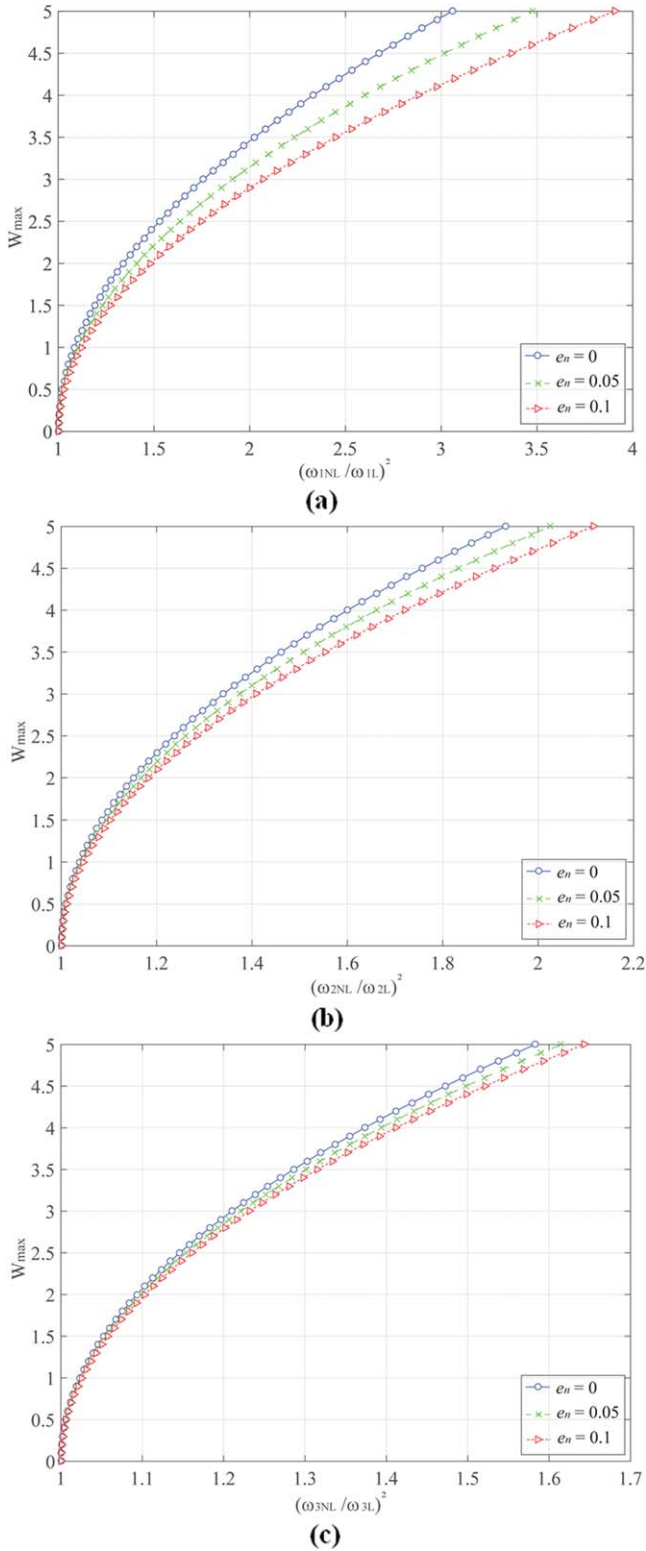 5
4.5
4
3.5
3
2.5
2
1.5
1
0.5
0
Wmax
1 1.5 2 2.5 3 3.5 4
(ω1NL /ω1L)²
eₙ = 0
eₙ = 0.05
eₙ = 0.1
(a)
5
4.5
4
3.5
3
2.5
2
1.5
1
0.5
0
Wmax
1 1.2 1.4 1.6 1.8 2 2.2
(ω2NL /ω2L)²
eₙ = 0
eₙ = 0.05
eₙ = 0.1
(b)
5
4.5
4
3.5
3
2.5
2
1.5
1
0.5
0
Wmax
1 1.1 1.2 1.3 1.4 1.5 1.6 1.7
(ω3NL /ω3L)²
eₙ = 0
eₙ = 0.05
eₙ = 0.1
(c)